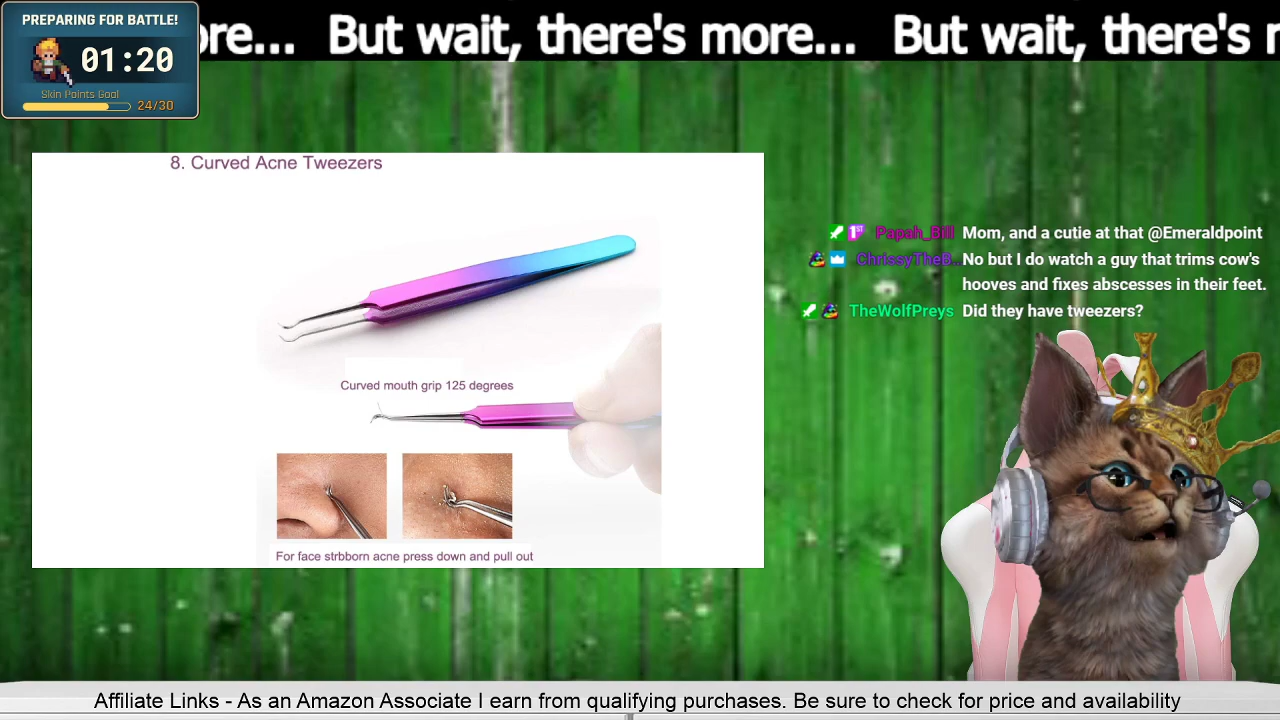 PREPARING FOR BATTLE!
01:20
Skin Points Goal
24/30
ore... But wait, there's more... But wait, there's m
8. Curved Acne Tweezers
Curved mouth grip 125 degrees
For face strbborn acne press down and pull out
1ST Papah_Bill Mom, and a cutie at that @Emeraldpoint
ChrissyTheB... No but I do watch a guy that trims cow's
hooves and fixes abscesses in their feet.
TheWolfPreys Did they have tweezers?
Affiliate Links - As an Amazon Associate I earn from qualifying purchases. Be sure to check for price and availability